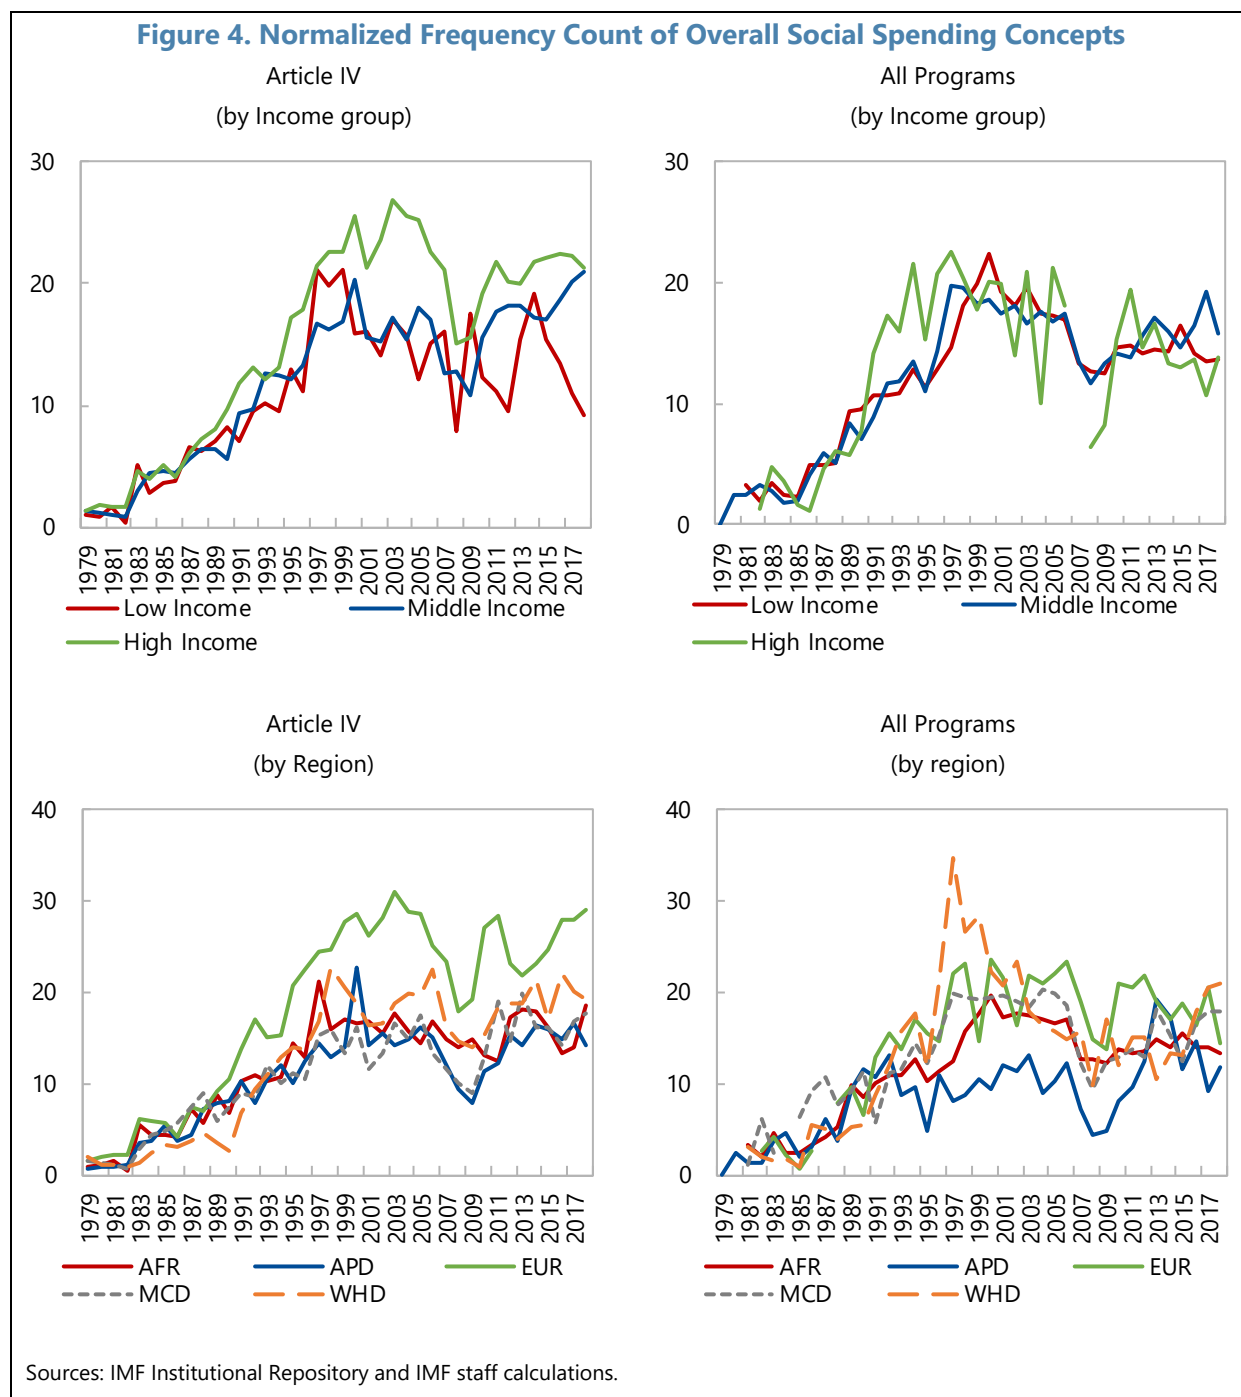 Figure 4. Normalized Frequency Count of Overall Social Spending Concepts
Article IV
(by Income group)
30
20
10
0
1979 1981 1983 1985 1987 1989 1991 1993 1995 1997 1999 2001 2003 2005 2007 2009 2011 2013 2015 2017
Low Income Middle Income
High Income
All Programs
(by Income group)
30
20
10
0
1979 1981 1983 1985 1987 1989 1991 1993 1995 1997 1999 2001 2003 2005 2007 2009 2011 2013 2015 2017
Low Income Middle Income
High Income
Article IV
(by Region)
40
30
20
10
0
1979 1981 1983 1985 1987 1989 1991 1993 1995 1997 1999 2001 2003 2005 2007 2009 2011 2013 2015 2017
AFR APD EUR
MCD WHD
All Programs
(by region)
40
30
20
10
0
1979 1981 1983 1985 1987 1989 1991 1993 1995 1997 1999 2001 2003 2005 2007 2009 2011 2013 2015 2017
AFR APD EUR
MCD WHD
Sources: IMF Institutional Repository and IMF staff calculations.